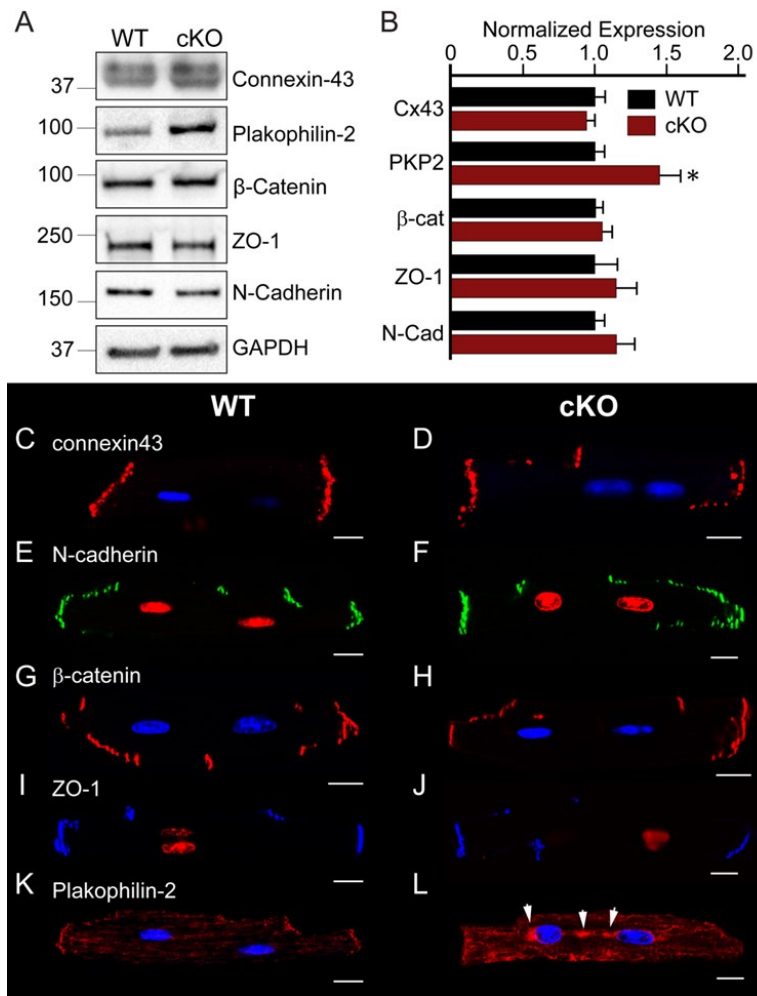 A
WT cKO
37 Connexin-43
100 Plakophilin-2
100 β-Catenin
250 ZO-1
150 N-Cadherin
37 GAPDH
B
Normalized Expression
0 0.5 1.0 1.5 2.0
Cx43
PKP2
β-cat
ZO-1
N-Cad
WT
cKO
*
WT cKO
C connexin43 D
E N-cadherin F
G β-catenin H
I ZO-1 J
K Plakophilin-2 L